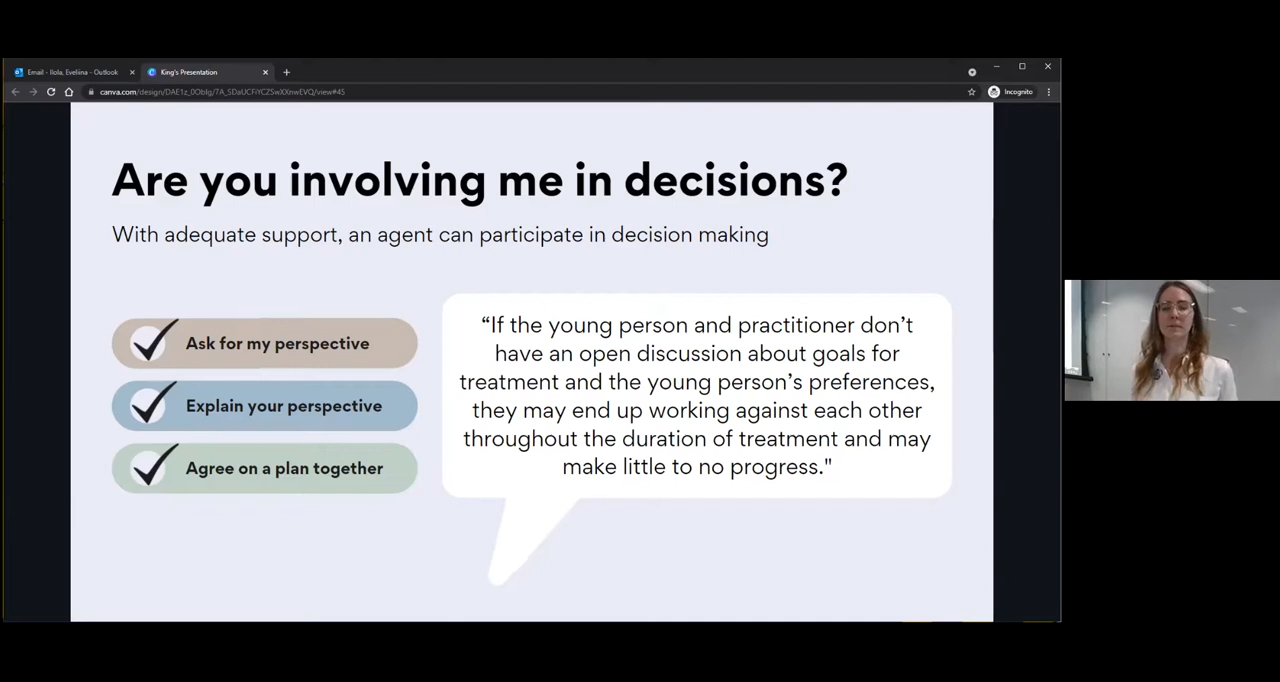 Email - Ilola, Eveliina - Outlook
King's Presentation
Incognito
Are you involving me in decisions?
With adequate support, an agent can participate in decision making
Ask for my perspective
Explain your perspective
Agree on a plan together
“If the young person and practitioner don’t
have an open discussion about goals for
treatment and the young person’s preferences,
they may end up working against each other
throughout the duration of treatment and may
make little to no progress."